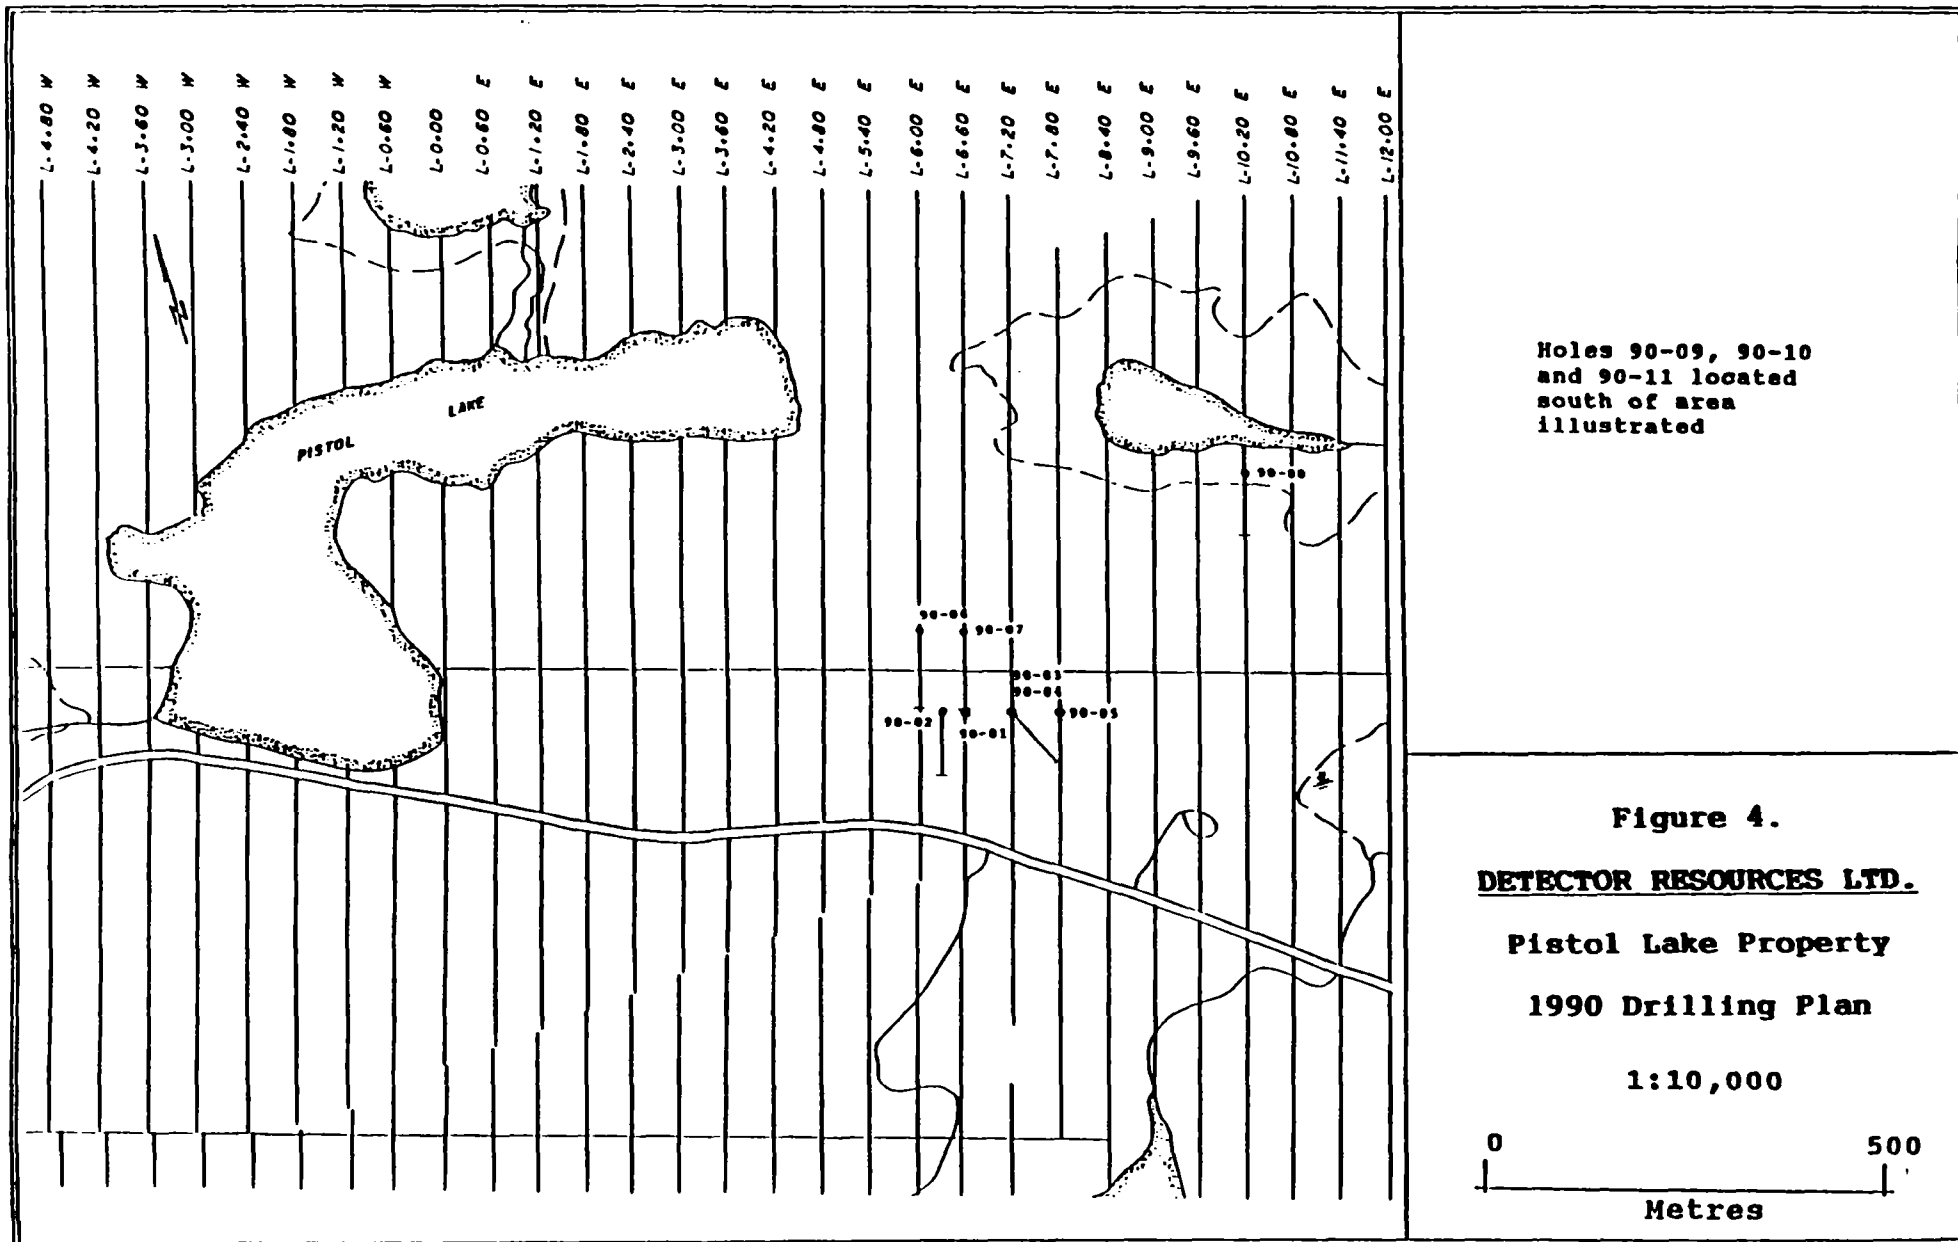 L-4+80 W
L-4+20 W
L-3+60 W
L-3+00 W
L-2+40 W
L-1+80 W
L-1+20 W
L-0+60 W
L-0+00
L-0+60 E
L-1+20 E
L-1+80 E
L-2+40 E
L-3+00 E
L-3+60 E
L-4+20 E
L-4+80 E
L-5+40 E
L-6+00 E
L-6+60 E
L-7+20 E
L-7+80 E
L-8+40 E
L-9+00 E
L-9+60 E
L-10+20 E
L-10+80 E
L-11+40 E
L-12+00 E
N
PISTOL LAKE
90-08
90-06
90-07
90-03
90-04
90-02
90-01
90-05
Holes 90-09, 90-10
and 90-11 located
south of area
illustrated
Figure 4.
DETECTOR RESOURCES LTD.
Pistol Lake Property
1990 Drilling Plan
1:10,000
0 500
Metres